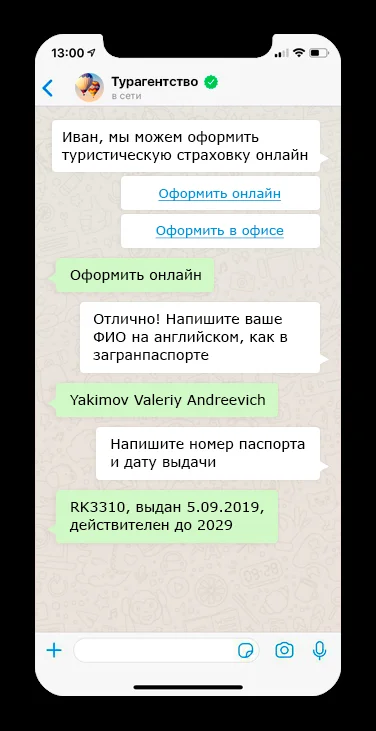 13:00
Турагентство
в сети
Иван, мы можем оформить
туристическую страховку онлайн
Оформить онлайн
Оформить в офисе
Оформить онлайн
Отлично! Напишите ваше
ФИО на английском, как в
загранпаспорте
Yakimov Valeriy Andreevich
Напишите номер паспорта
и дату выдачи
RK3310, выдан 5.09.2019,
действителен до 2029